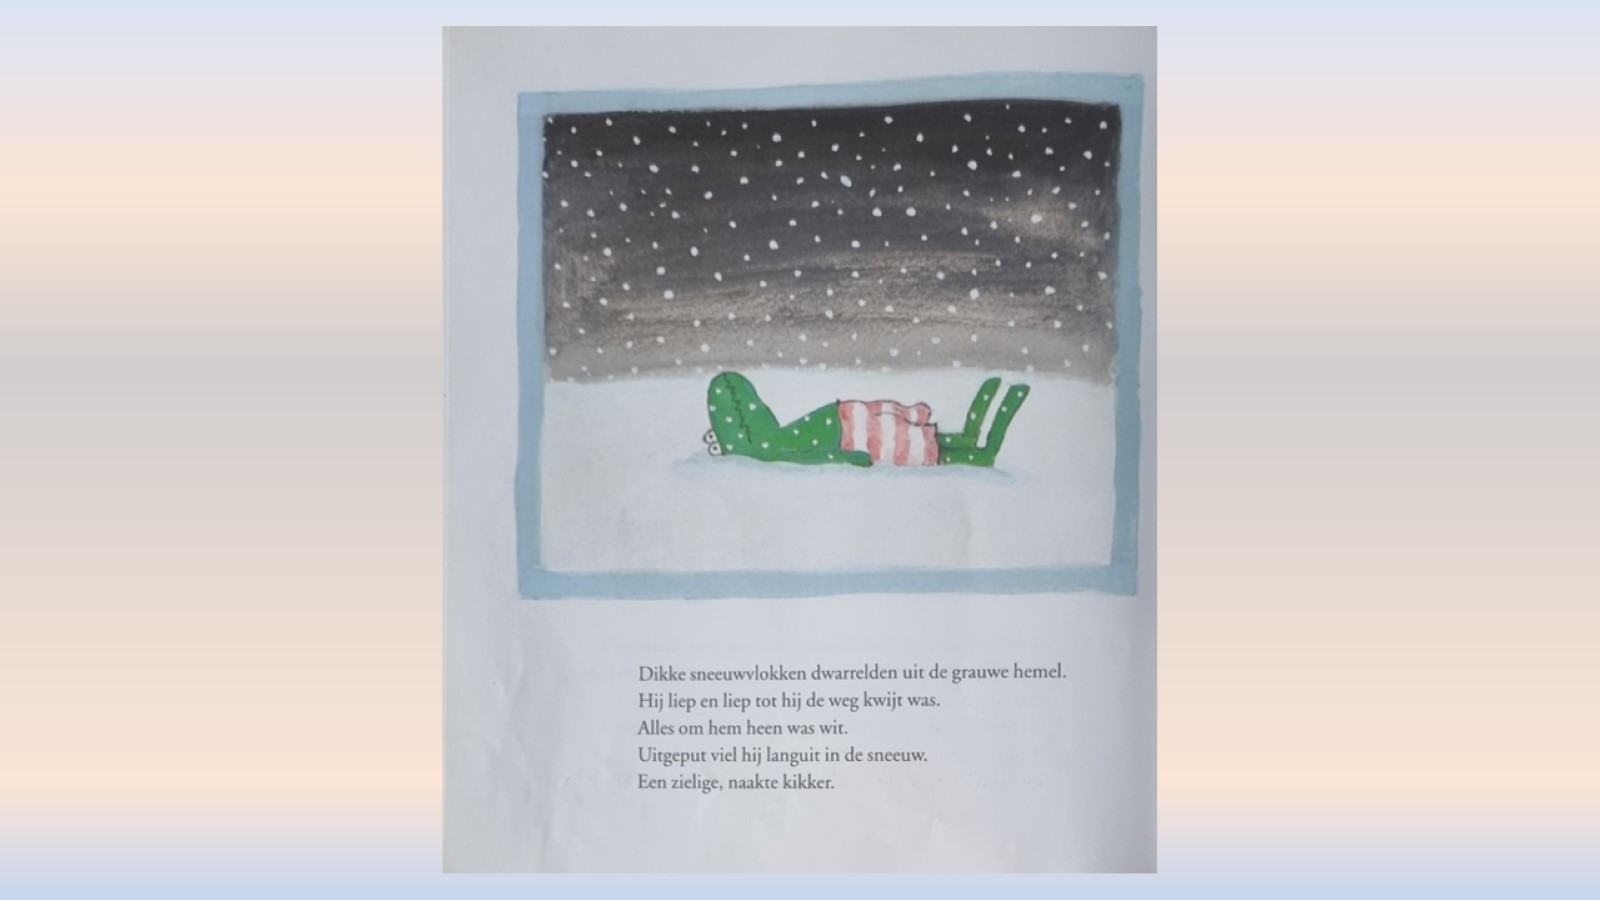 Dikke sneeuwvlokken dwarrelden uit de grauwe hemel.
Hij liep en liep tot hij de weg kwijt was.
Alles om hem heen was wit.
Uitgeput viel hij languit in de sneeuw.
Een zielige, naakte kikker.